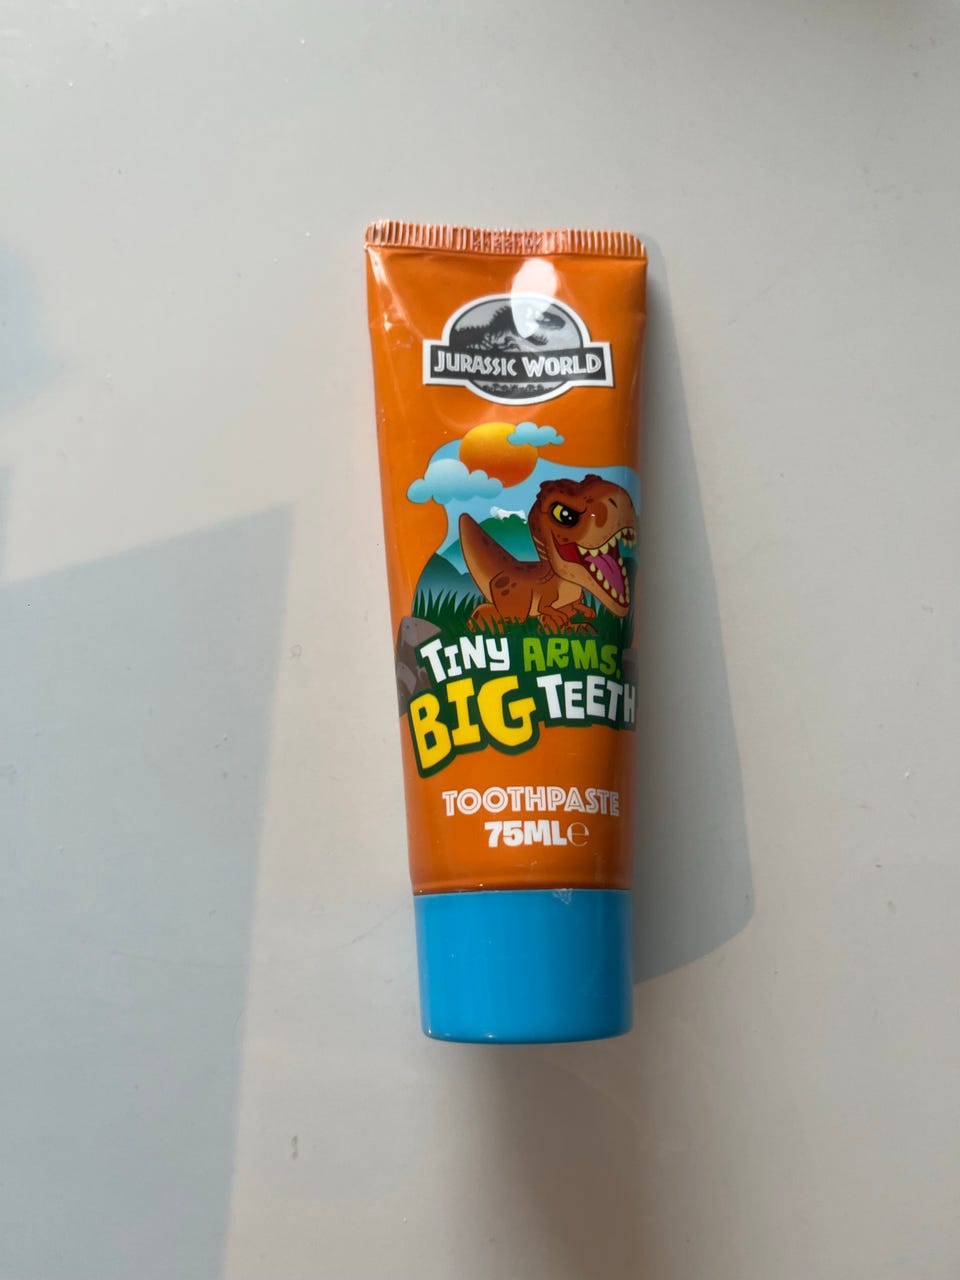 JURASSIC WORLD
TINY ARMS.
BIG TEETH
TOOTHPASTE
75ML℮